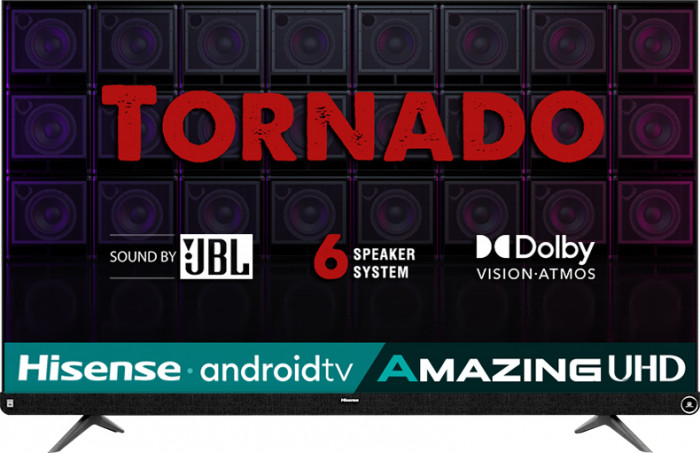 TORNADO
SOUND BY JBL
6 SPEAKER
SYSTEM
Dolby
VISION·ATMOS
Hisense · androidtv AMAZING UHD
Hisense